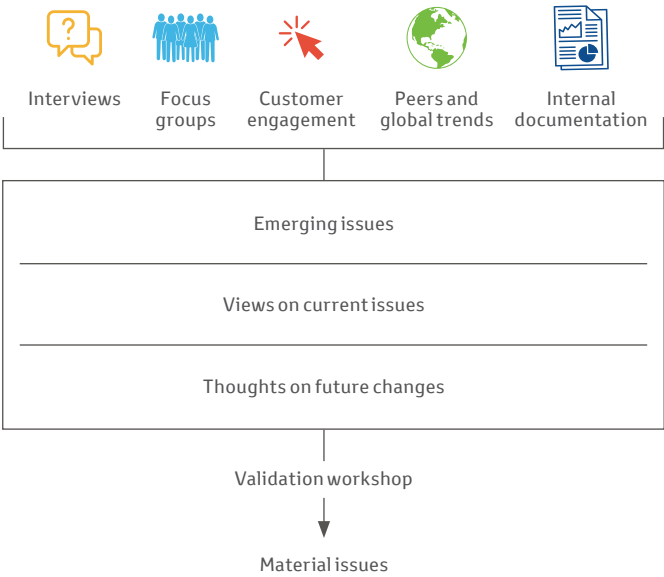 ?
Interviews
Focus
groups
Customer
engagement
Peers and
global trends
Internal
documentation
Emerging issues
Views on current issues
Thoughts on future changes
Validation workshop
Material issues